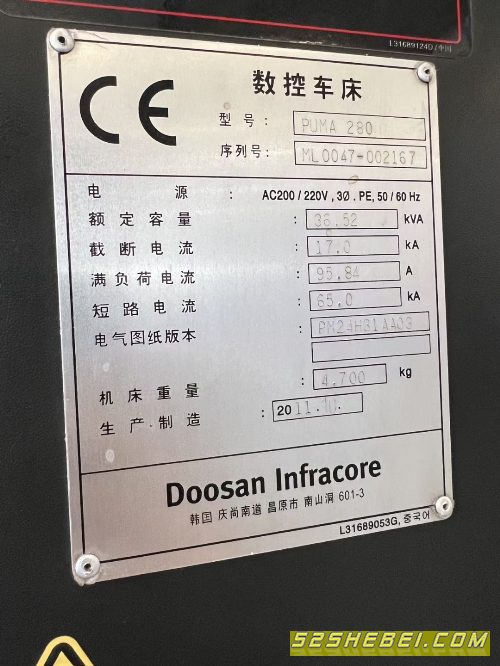 L31689124D/中国
CE
数控车床
型号: PUMA 280
序列号: ML0047-002167
电 源 : AC200 / 220V, 3Ø. PE, 50 / 60 Hz
额定容量 : 36.52 kVA
截断电流 : 17.0 kA
满负荷电流 : 95.84 A
短路电流 : 65.0 kA
电气图纸版本 : PM24H31AA03
机床重量 : 4.700 kg
生产制造 : 2011.10.
Doosan Infracore
韩国 庆尚南道 昌原市 南山洞 601-3
L31689053G, 중국어
52SHEBEI.COM